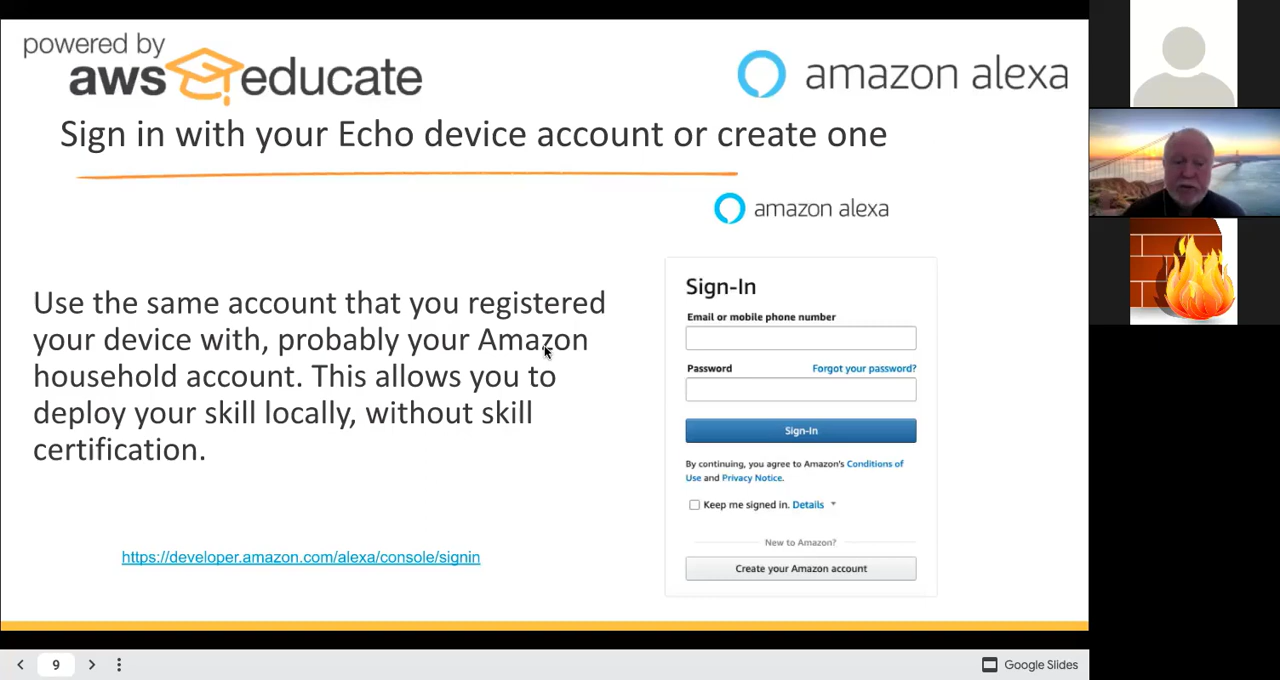 powered by
aws educate
amazon alexa
Sign in with your Echo device account or create one
amazon alexa
Use the same account that you registered
your device with, probably your Amazon
household account. This allows you to
deploy your skill locally, without skill
certification.
https://developer.amazon.com/alexa/console/signin
Sign-In
Email or mobile phone number
Password Forgot your password?
Sign-In
By continuing, you agree to Amazon's Conditions of
Use and Privacy Notice.
Keep me signed in. Details
New to Amazon?
Create your Amazon account
9
Google Slides